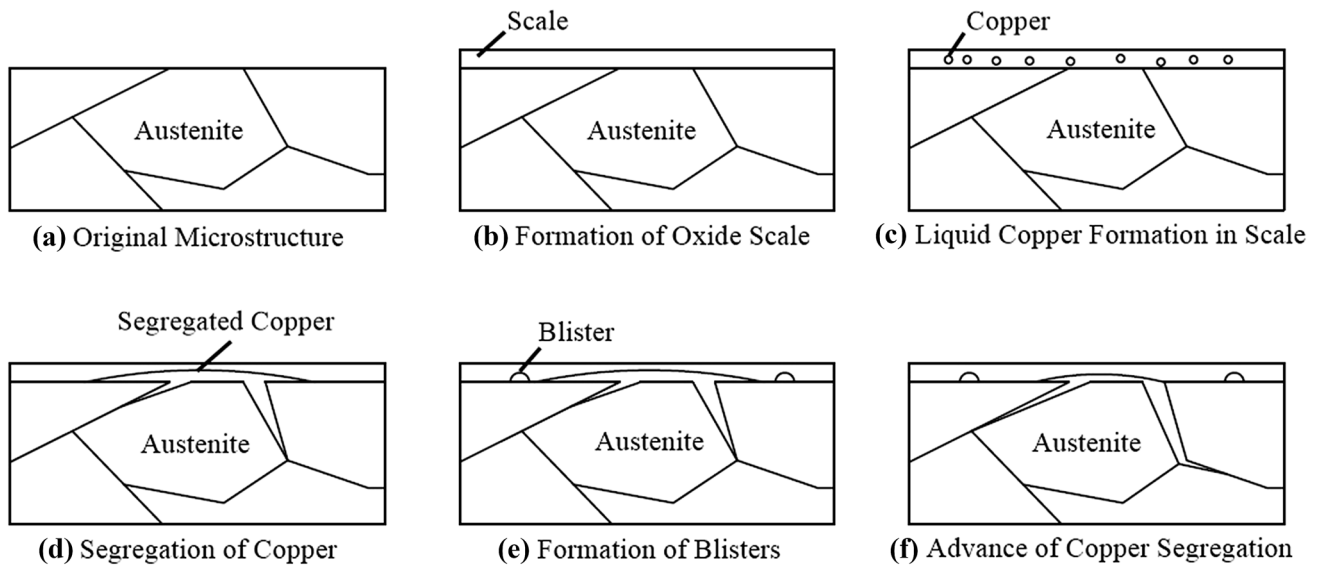 Scale
Copper
Austenite
Austenite
Austenite
(a) Original Microstructure
(b) Formation of Oxide Scale
(c) Liquid Copper Formation in Scale
Segregated Copper
Blister
Austenite
Austenite
Austenite
(d) Segregation of Copper
(e) Formation of Blisters
(f) Advance of Copper Segregation